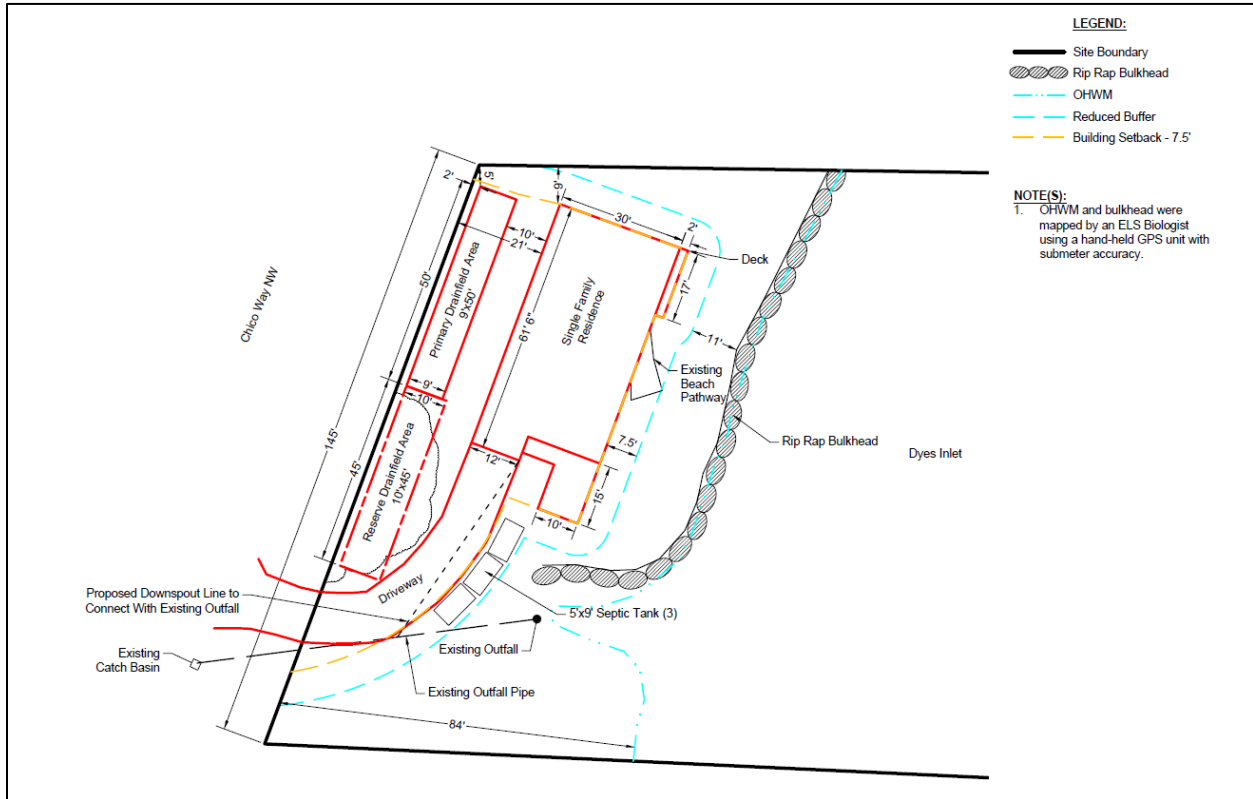 LEGEND:
Site Boundary
Rip Rap Bulkhead
OHWM
Reduced Buffer
Building Setback - 7.5'
NOTE(S):
1. OHWM and bulkhead were
mapped by an ELS Biologist
using a hand-held GPS unit with
submeter accuracy.
Chico Way NW
145'
50'
45'
2'
5'
6'
30'
2'
10'
21'
Primary Drainfield Area
9'x50'
61' 6"
Single Family
Residence
Deck
17'
11'
Existing
Beach
Pathway
9'
10'
Reserve Drainfield Area
10'x45'
12'
7.5'
15'
10'
Rip Rap Bulkhead
Dyes Inlet
Driveway
Proposed Downspout Line to
Connect With Existing Outfall
5'x9' Septic Tank (3)
Existing Outfall
Existing
Catch Basin
Existing Outfall Pipe
84'